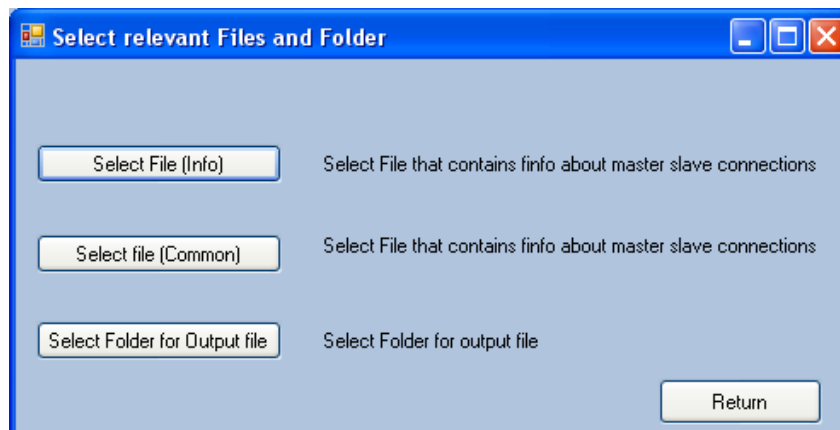 Select relevant Files and Folder
Select File (Info)
Select File that contains finfo about master slave connections
Select file (Common)
Select File that contains finfo about master slave connections
Select Folder for Output file
Select Folder for output file
Return